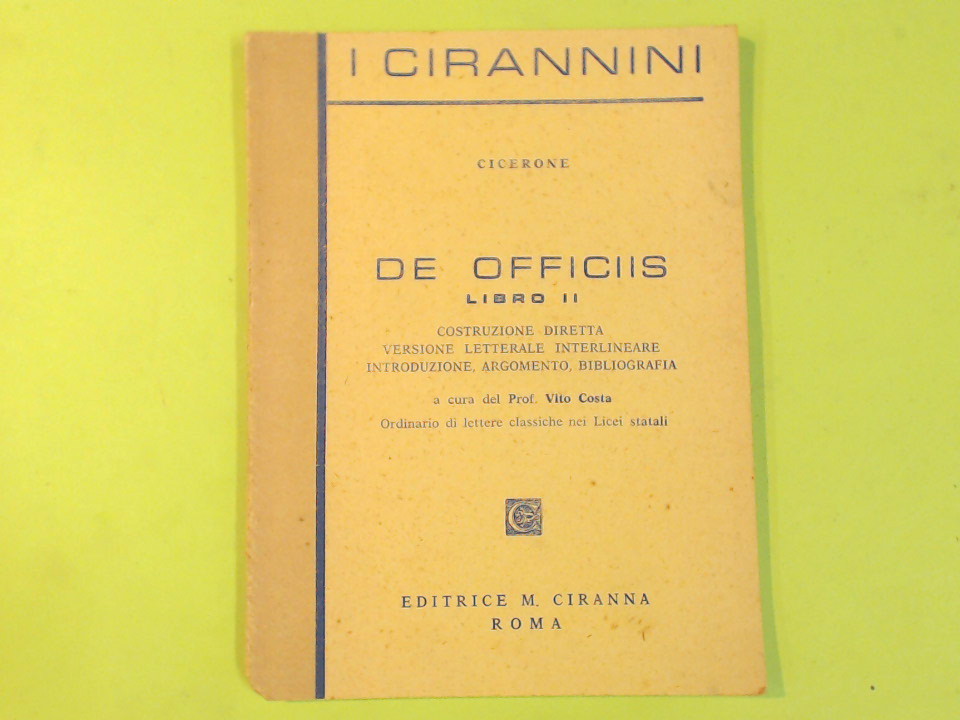 I CIRANNINI
CICERONE
DE OFFICIIS
LIBRO II
COSTRUZIONE DIRETTA
VERSIONE LETTERALE INTERLINEARE
INTRODUZIONE, ARGOMENTO, BIBLIOGRAFIA
a cura del Prof. Vito Costa
Ordinario di lettere classiche nei Licei statali
EDITRICE M. CIRANNA
ROMA